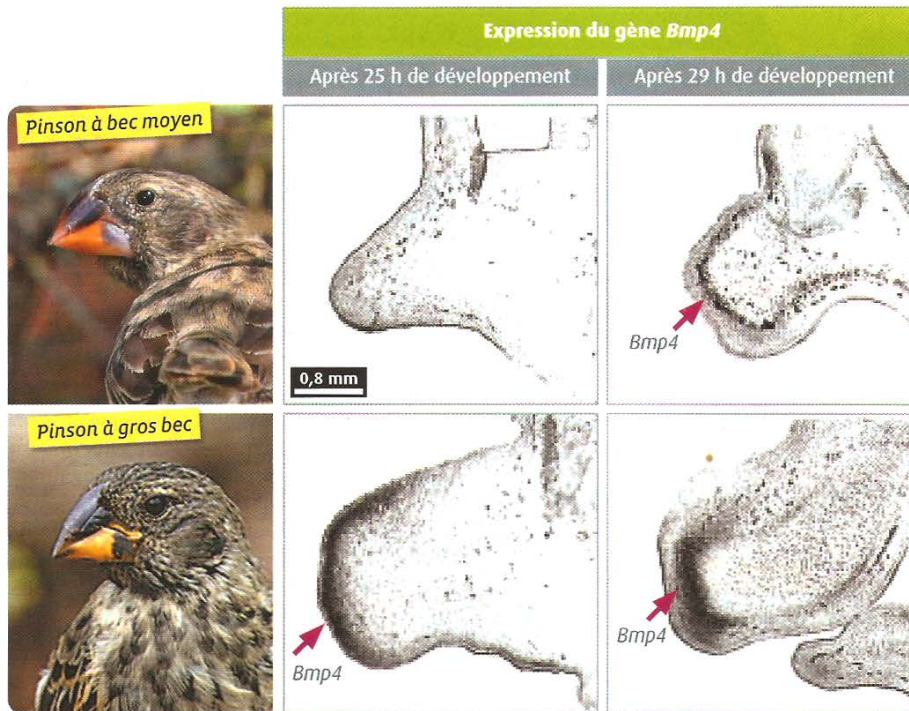 Expression du gène Bmp4
Après 25 h de développement
Après 29 h de développement
Pinson à bec moyen
0,8 mm
Bmp4
Pinson à gros bec
Bmp4
Bmp4